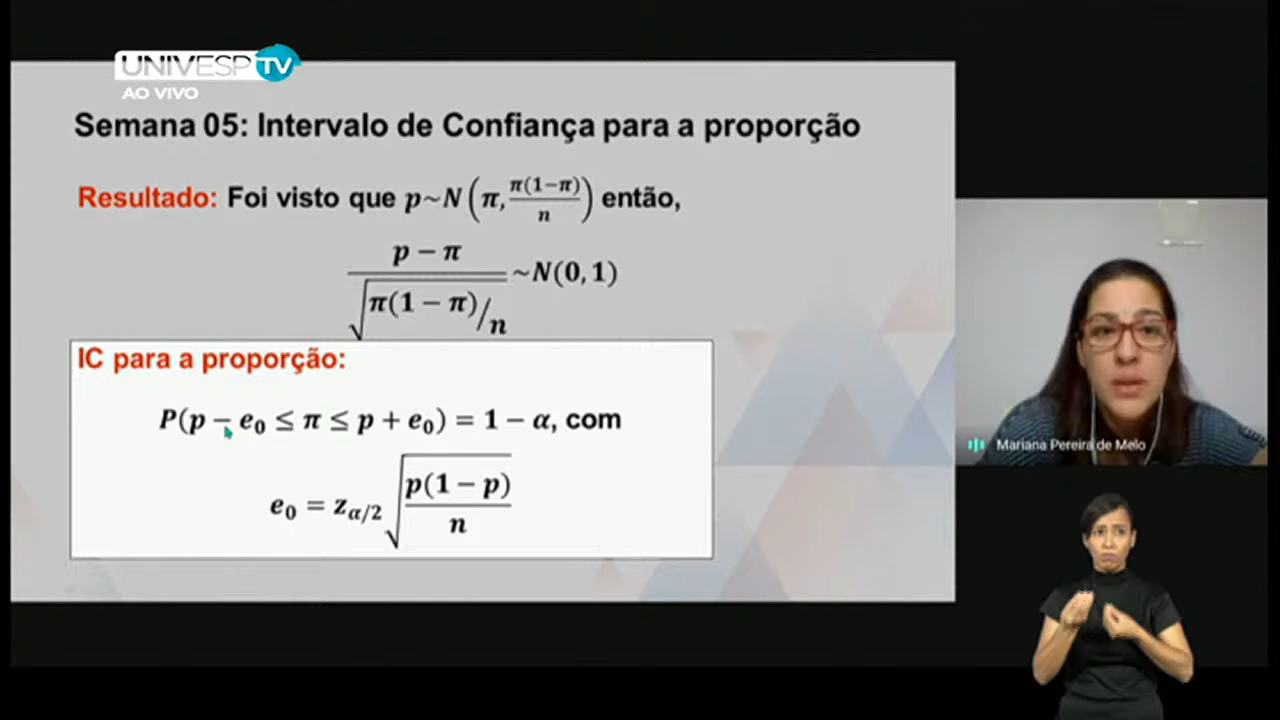 UNIVESP TV
AO VIVO
Semana 05: Intervalo de Confiança para a proporção
Resultado: Foi visto que p~N(π, π(1−π)/n) então,
(p − π)/√(π(1 − π)/n) ~N(0, 1)
IC para a proporção:
P(p − e₀ ≤ π ≤ p + e₀) = 1 − α, com
e₀ = z_α/2 √(p(1 − p)/n)
Mariana Pereira de Melo